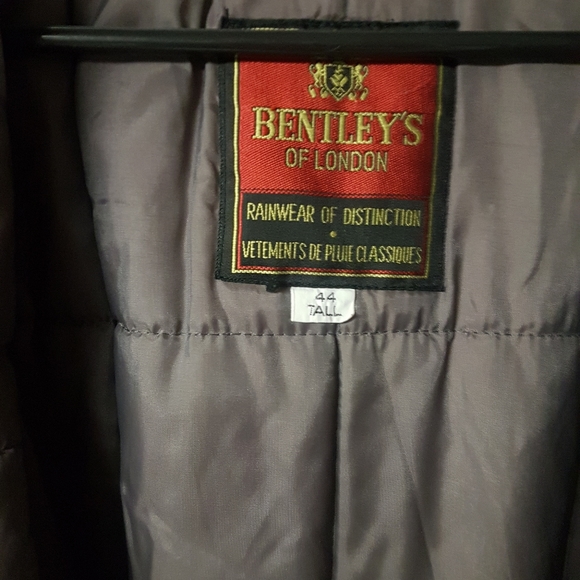 BENTLEY'S
OF LONDON
RAINWEAR OF DISTINCTION
VETEMENTS DE PLUIE CLASSIQUES
44
TALL